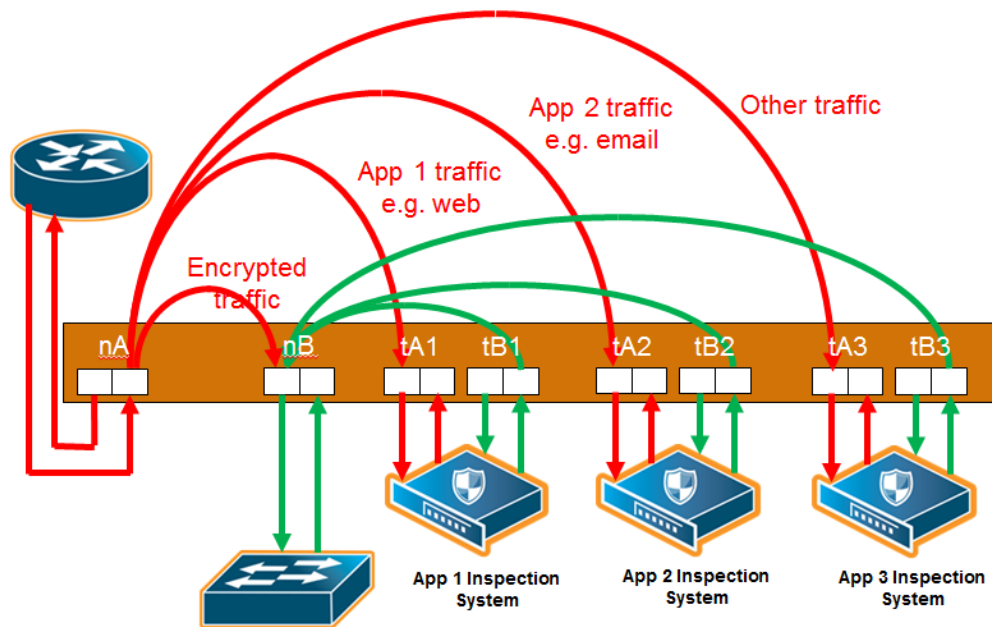 Other traffic
App 2 traffic
e.g. email
App 1 traffic
e.g. web
Encrypted
traffic
nA
nB
tA1
tB1
tA2
tB2
tA3
tB3
App 1 Inspection
System
App 2 Inspection
System
App 3 Inspection
System